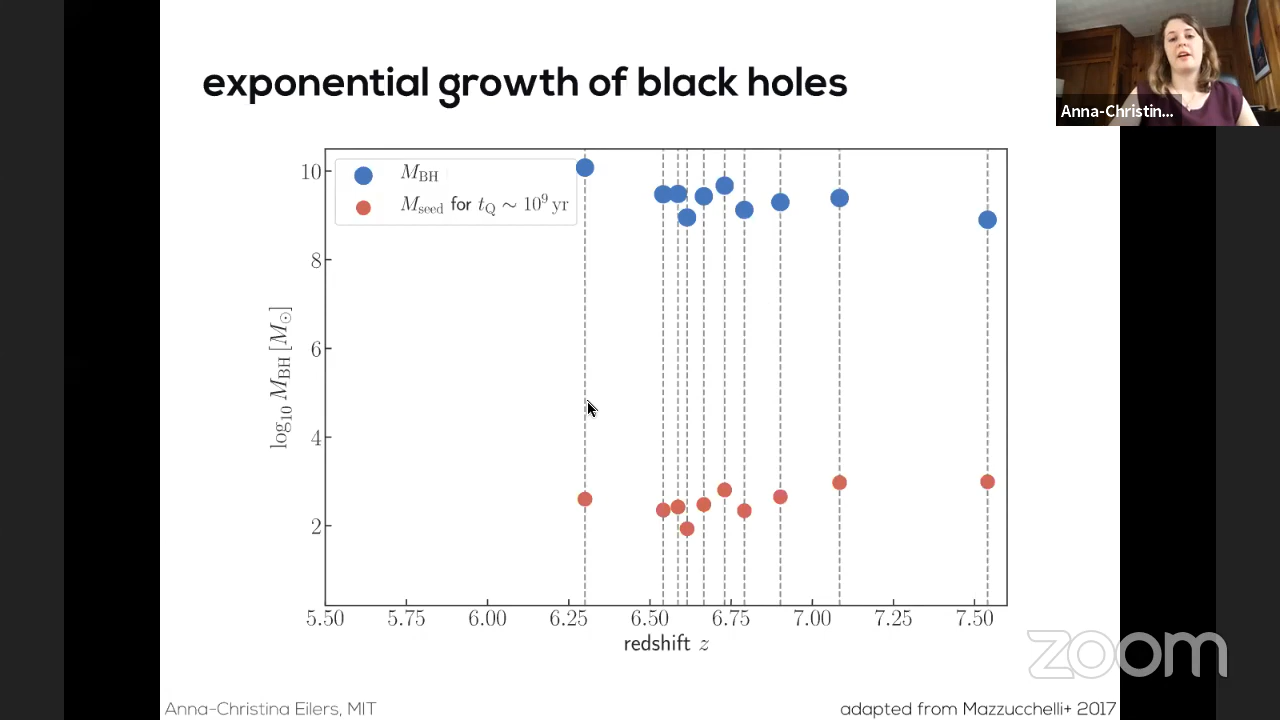 exponential growth of black holes
Anna-Christin...
M_BH
M_seed for t_Q ∼ 10^9 yr
10
8
6
4
2
log_10 M_BH [M_⊙]
5.50 5.75 6.00 6.25 6.50 6.75 7.00 7.25 7.50
redshift z
zoom
Anna-Christina Eilers, MIT
adapted from Mazzucchelli+ 2017